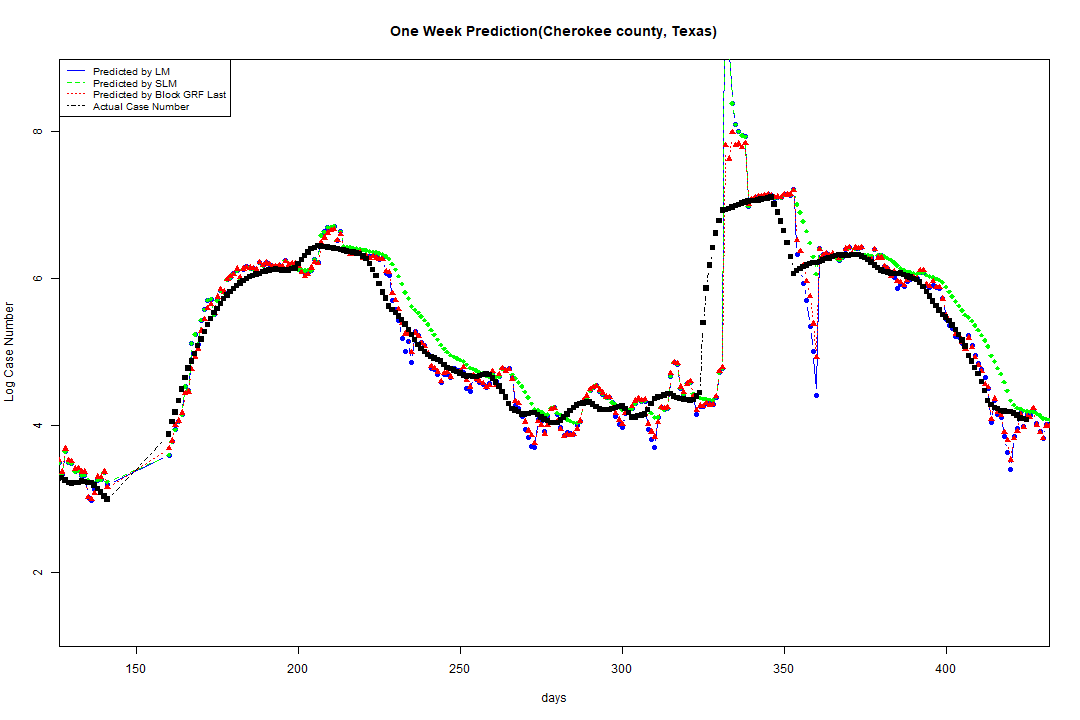 One Week Prediction(Cherokee county, Texas)
Predicted by LM
Predicted by SLM
Predicted by Block GRF Last
Actual Case Number
8
6
4
2
Log Case Number
150 200 250 300 350 400
days